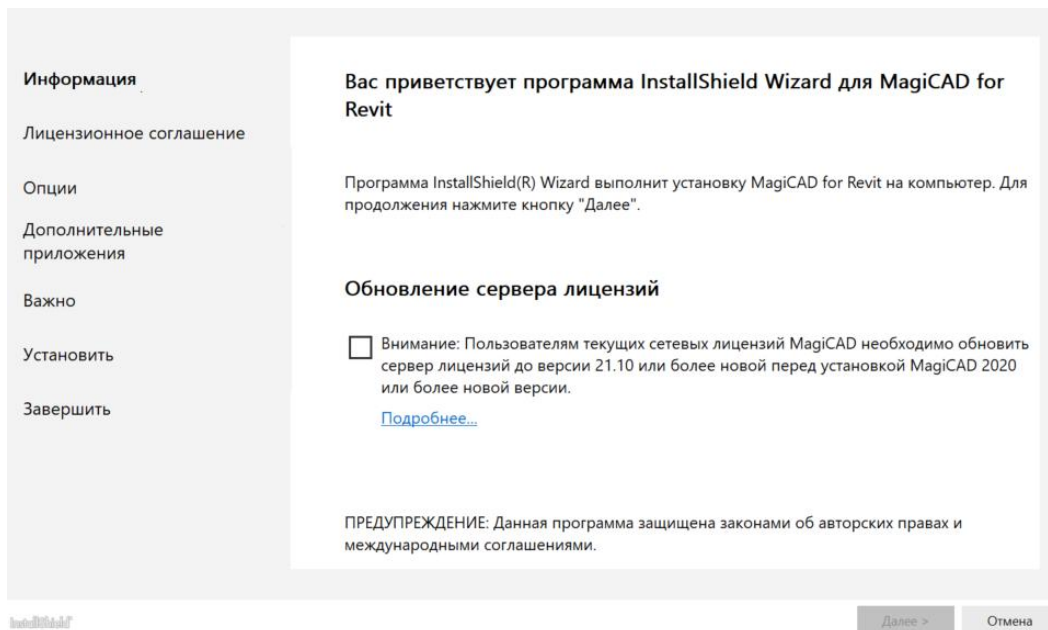 Информация
Лицензионное соглашение
Опции
Дополнительные
приложения
Важно
Установить
Завершить
Вас приветствует программа InstallShield Wizard для MagiCAD for
Revit
Программа InstallShield(R) Wizard выполнит установку MagiCAD for Revit на компьютер. Для
продолжения нажмите кнопку "Далее".
Обновление сервера лицензий
Внимание: Пользователям текущих сетевых лицензий MagiCAD необходимо обновить
сервер лицензий до версии 21.10 или более новой перед установкой MagiCAD 2020
или более новой версии.
Подробнее...
ПРЕДУПРЕЖДЕНИЕ: Данная программа защищена законами об авторских правах и
международными соглашениями.
InstallShield
Далее >
Отмена